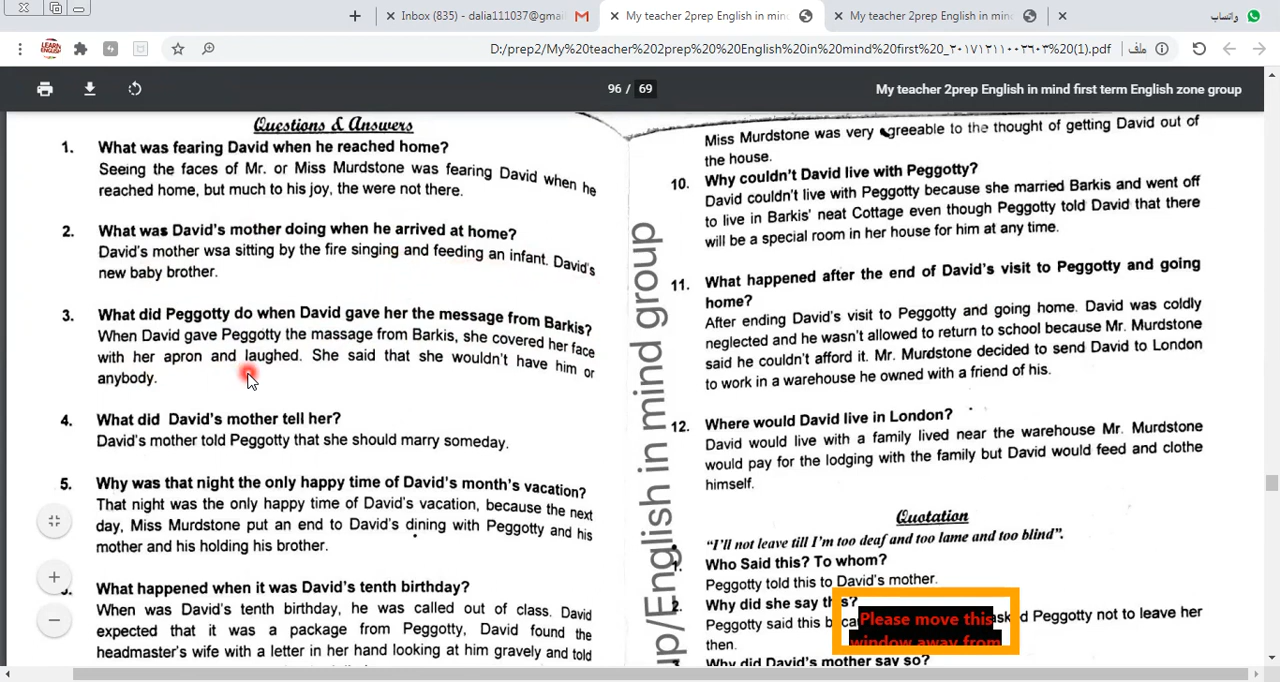 Inbox (835) - dalia111037@gmai
My teacher 2prep English in mind
My teacher 2prep English in mind
واتساب
D:/prep2/My%20teacher%202prep%20%20English%20in%20mind%20first%20_٢٠١٧١٢١١٠٠٢٦٠٣%20(1).pdf
ملف
96 / 69
My teacher 2prep English in mind first term English zone group
Questions & Answers
1. What was fearing David when he reached home?
Seeing the faces of Mr. or Miss Murdstone was fearing David when he
reached home, but much to his joy, the were not there.
2. What was David's mother doing when he arrived at home?
David's mother wsa sitting by the fire singing and feeding an infant. David's
new baby brother.
3. What did Peggotty do when David gave her the message from Barkis?
When David gave Peggotty the massage from Barkis, she covered her face
with her apron and laughed. She said that she wouldn't have him or
anybody.
4. What did David's mother tell her?
David's mother told Peggotty that she should marry someday.
5. Why was that night the only happy time of David's month's vacation?
That night was the only happy time of David's vacation, because the next
day, Miss Murdstone put an end to David's dining with Peggotty and his
mother and his holding his brother.
What happened when it was David's tenth birthday?
When was David's tenth birthday, he was called out of class. David
expected that it was a package from Peggotty, David found the
headmaster's wife with a letter in her hand looking at him gravely and told
up/English in mind group
Miss Murdstone was very agreeable to the thought of getting David out of
the house.
10. Why couldn't David live with Peggotty?
David couldn't live with Peggotty because she married Barkis and went off
to live in Barkis' neat Cottage even though Peggotty told David that there
will be a special room in her house for him at any time.
11. What happened after the end of David's visit to Peggotty and going
home?
After ending David's visit to Peggotty and going home. David was coldly
neglected and he wasn't allowed to return to school because Mr. Murdstone
said he couldn't afford it. Mr. Murdstone decided to send David to London
to work in a warehouse he owned with a friend of his.
12. Where would David live in London?
David would live with a family lived near the warehouse Mr. Murdstone
would pay for the lodging with the family but David would feed and clothe
himself.
Quotation
"I'll not leave till I'm too deaf and too lame and too blind".
1. Who Said this? To whom?
Peggotty told this to David's mother.
2. Why did she say this?
Peggotty said this Peggotty not to leave her
then.
Why did David's mother say so?
Please move this
window away from